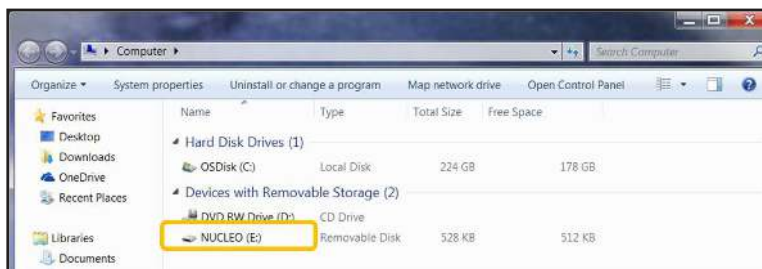 Computer
Search Computer
Organize System properties Uninstall or change a program Map network drive Open Control Panel
Favorites
Desktop
Downloads
OneDrive
Recent Places
Libraries
Documents
Name Type Total Size Free Space
Hard Disk Drives (1)
OSDisk (C:) Local Disk 224 GB 178 GB
Devices with Removable Storage (2)
DVD RW Drive (D:) CD Drive
NUCLEO (E:) Removable Disk 528 KB 512 KB